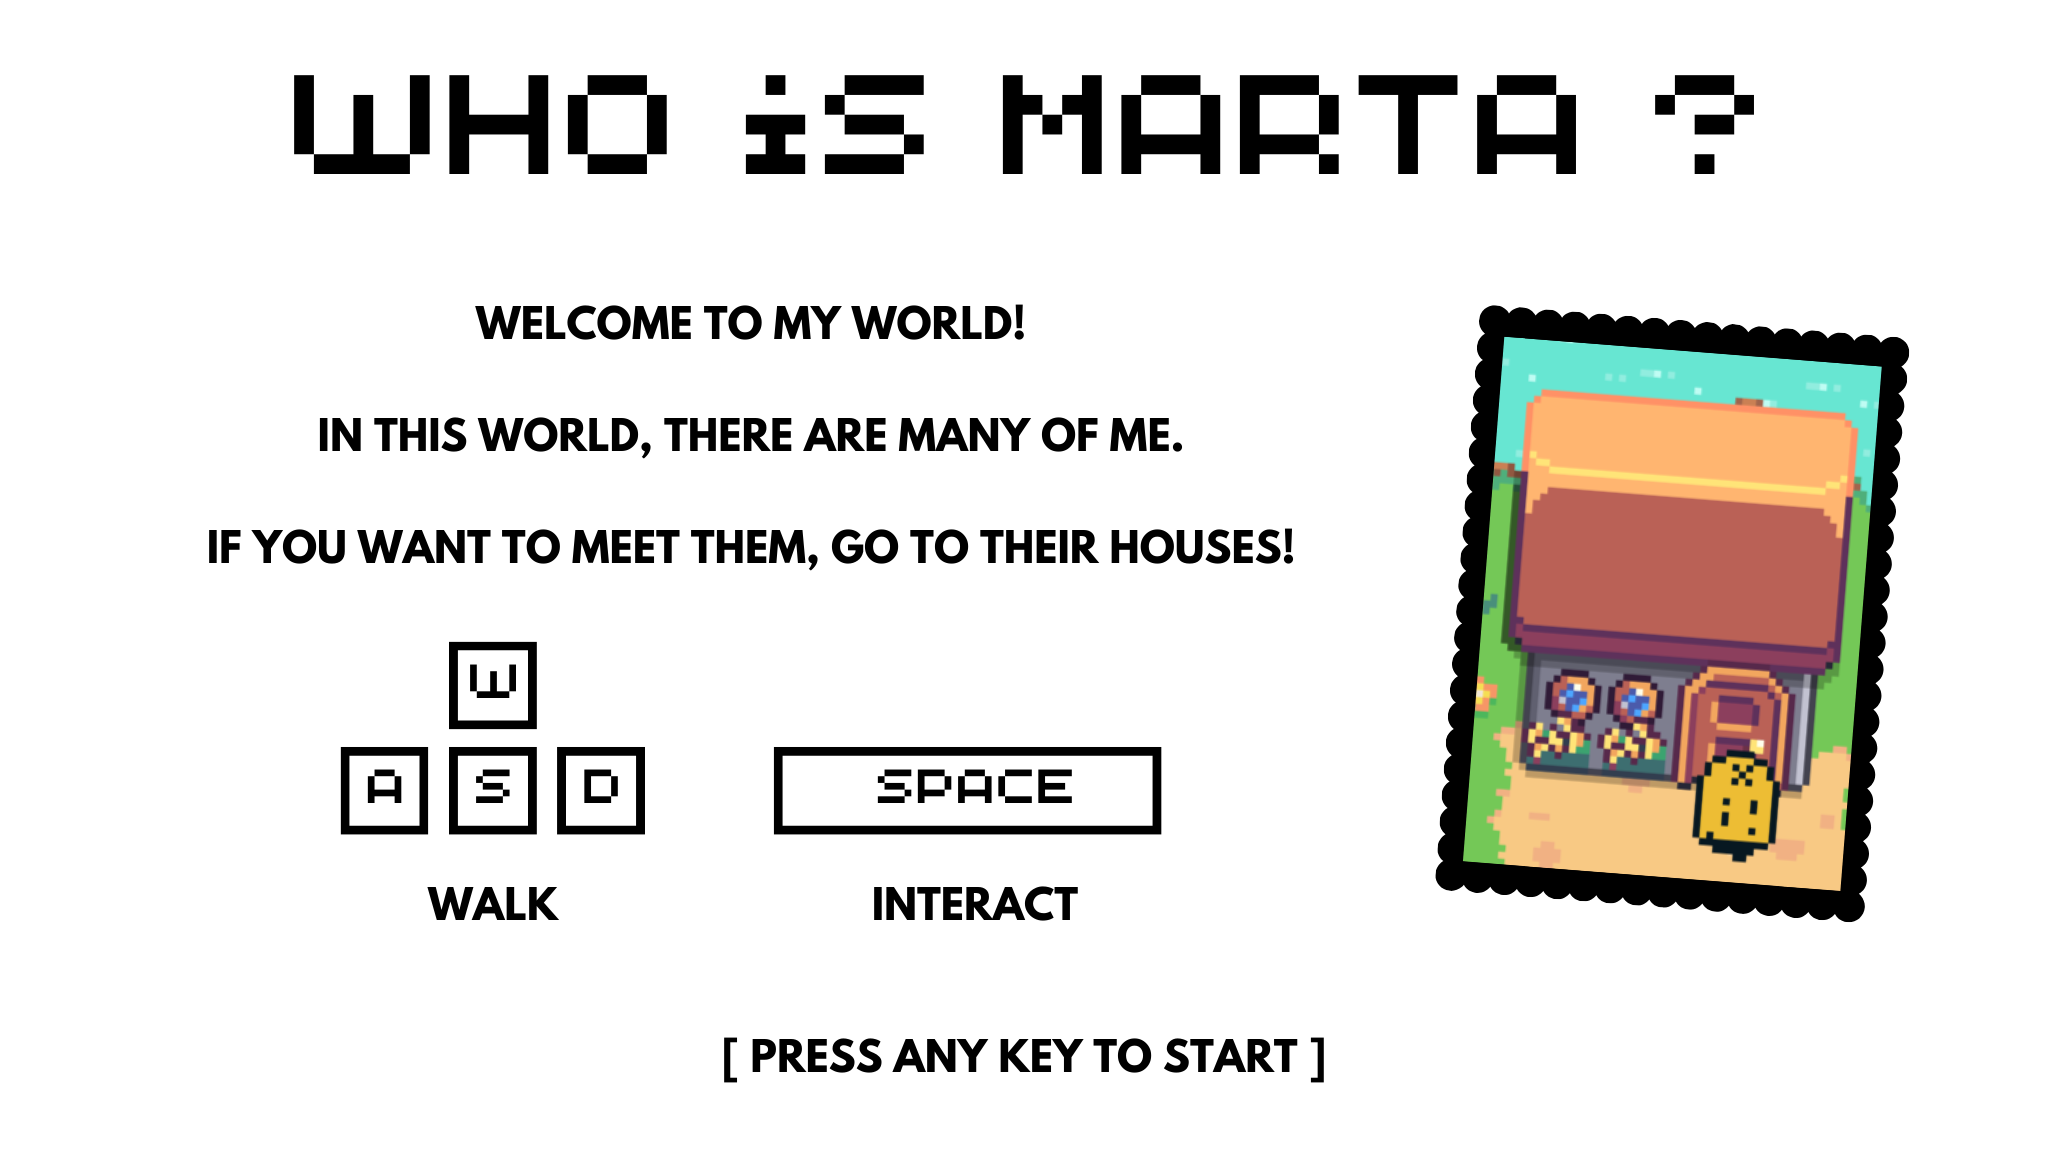 WHO iS MARTA ?
WELCOME TO MY WORLD!
IN THIS WORLD, THERE ARE MANY OF ME.
IF YOU WANT TO MEET THEM, GO TO THEIR HOUSES!
W
A S D
SPACE
WALK
INTERACT
[ PRESS ANY KEY TO START ]